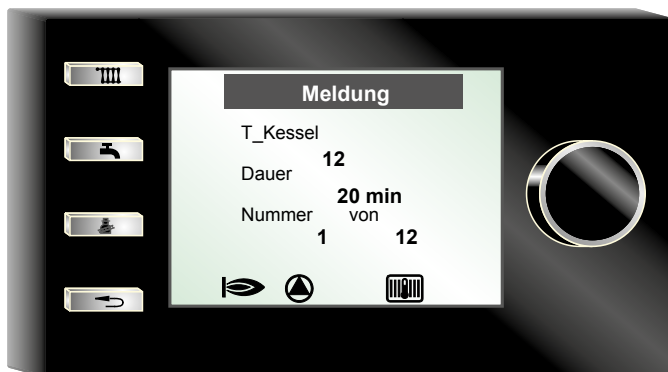 Meldung
T_Kessel
12
Dauer
20 min
Nummer von
1 12